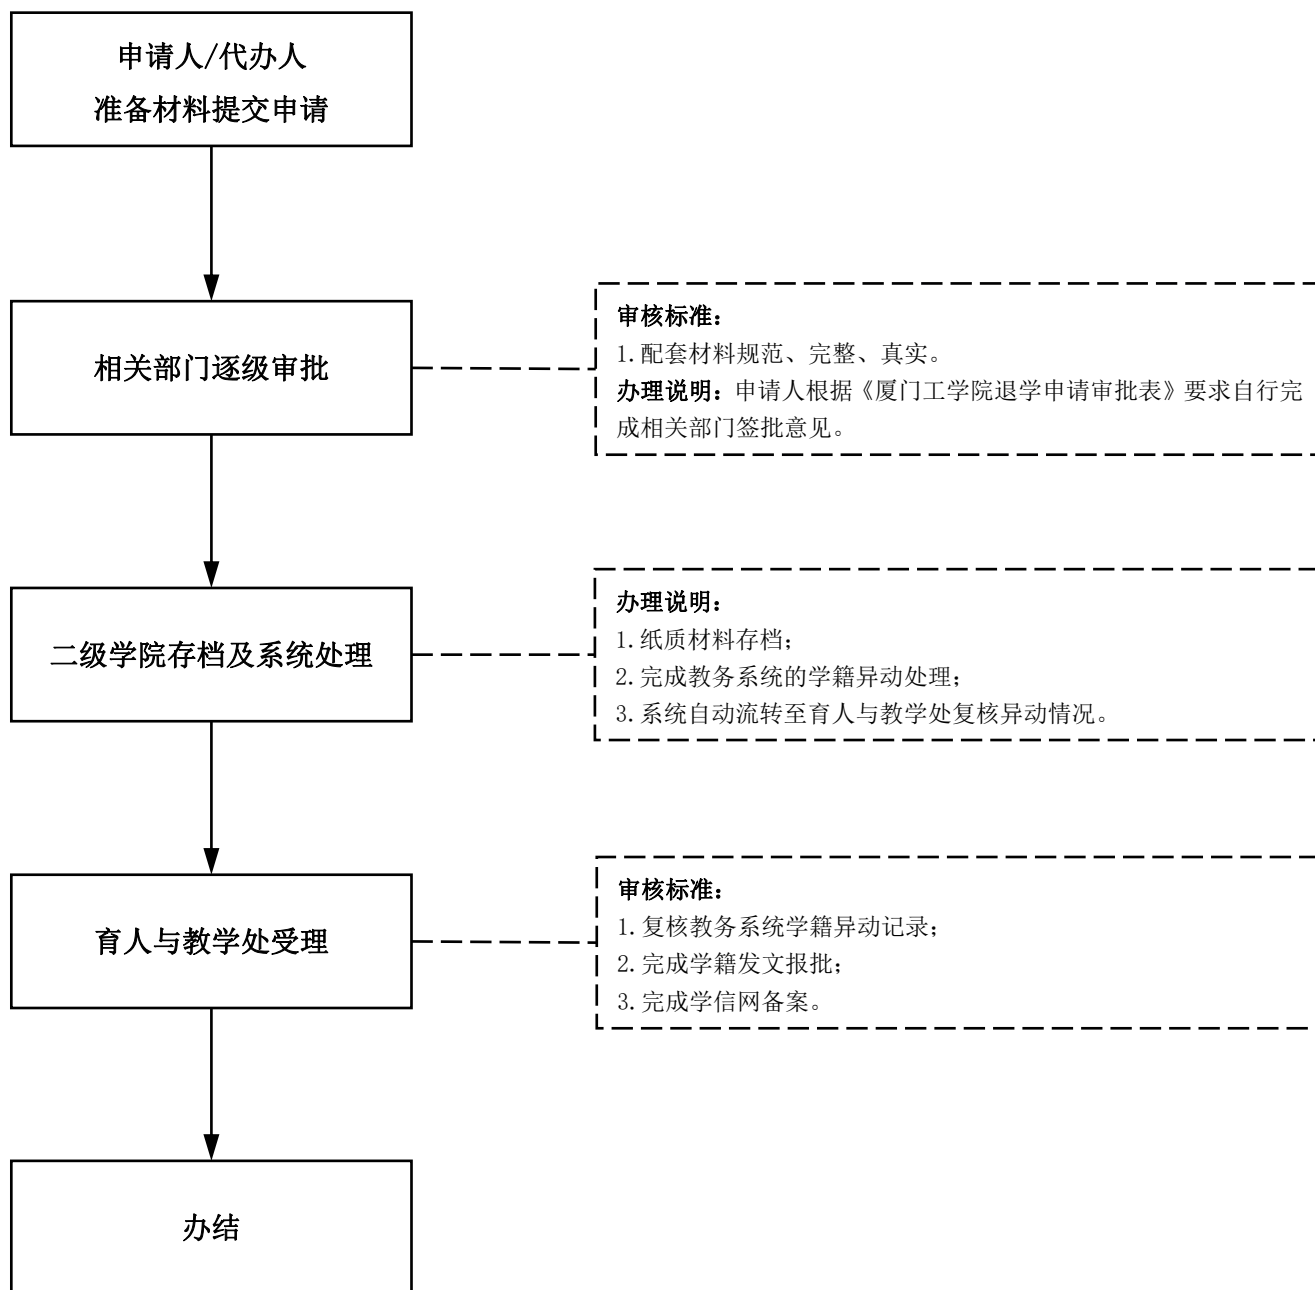 申请人/代办人
准备材料提交申请
相关部门逐级审批
审核标准：
1.配套材料规范、完整、真实。
办理说明：申请人根据《厦门工学院退学申请审批表》要求自行完
成相关部门签批意见。
二级学院存档及系统处理
办理说明：
1.纸质材料存档；
2.完成教务系统的学籍异动处理；
3.系统自动流转至育人与教学处复核异动情况。
育人与教学处受理
审核标准：
1.复核教务系统学籍异动记录；
2.完成学籍发文报批；
3.完成学信网备案。
办结